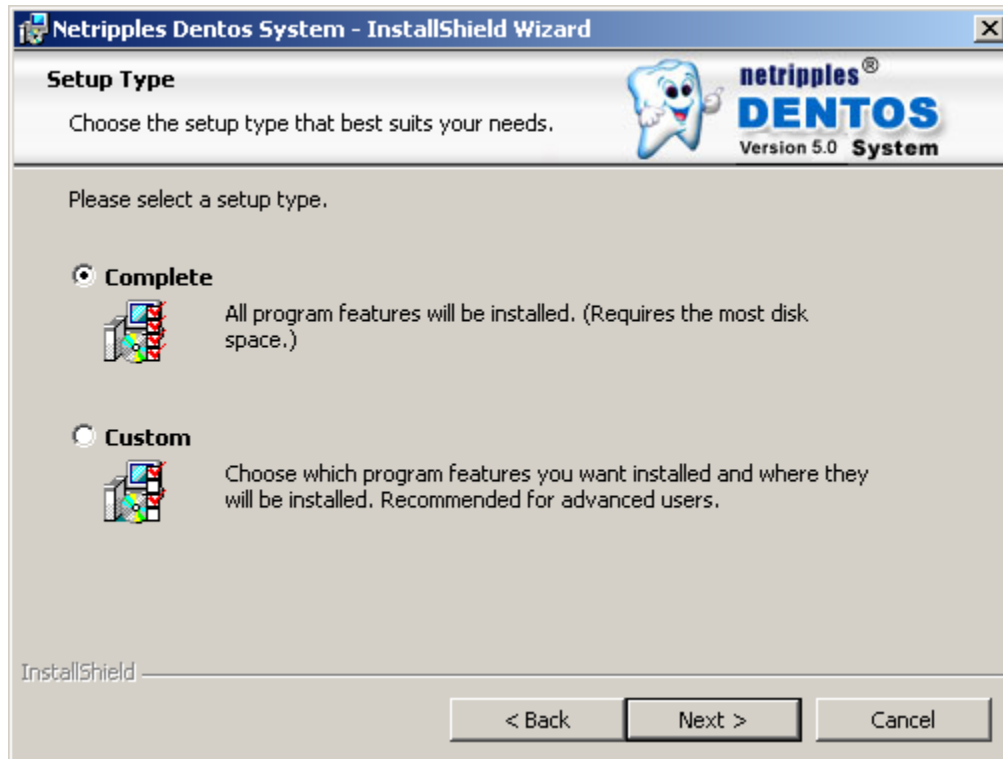 Netripples Dentos System - InstallShield Wizard
Setup Type
Choose the setup type that best suits your needs.
netripples®
DENTOS
Version 5.0 System
Please select a setup type.
Complete
All program features will be installed. (Requires the most disk
space.)
Custom
Choose which program features you want installed and where they
will be installed. Recommended for advanced users.
InstallShield
< Back
Next >
Cancel